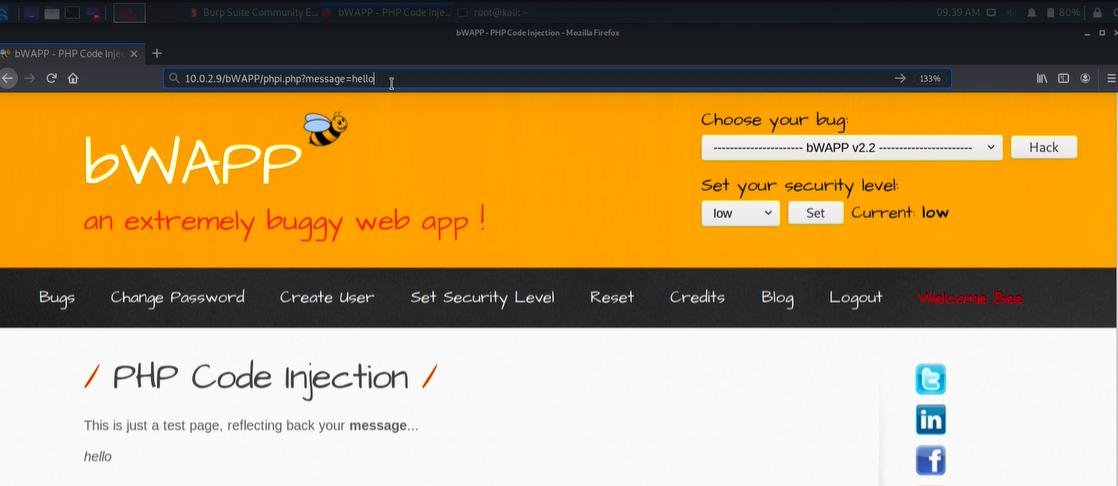 Burp Suite Community E... bWAPP - PHP Code Inje... root@kali: ~ 09:39 AM 80%
bWAPP - PHP Code Injection - Mozilla Firefox
bWAPP - PHP Code Injec
10.0.2.9/bWAPP/phpi.php?message=hello 133%
bWAPP
an extremely buggy web app !
Choose your bug:
---------------------- bWAPP v2.2 ---------------------- Hack
Set your security level:
low Set Current: low
Bugs Change Password Create User Set Security Level Reset Credits Blog Logout Welcome Bee
/ PHP Code Injection /
This is just a test page, reflecting back your message...
hello